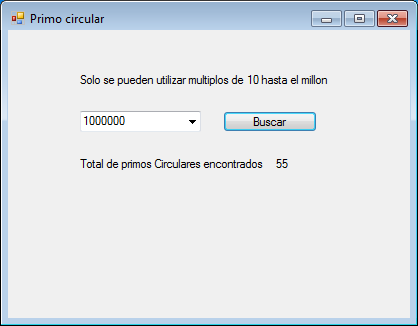 Primo circular
Solo se pueden utilizar multiplos de 10 hasta el millon
1000000
Buscar
Total de primos Circulares encontrados 55